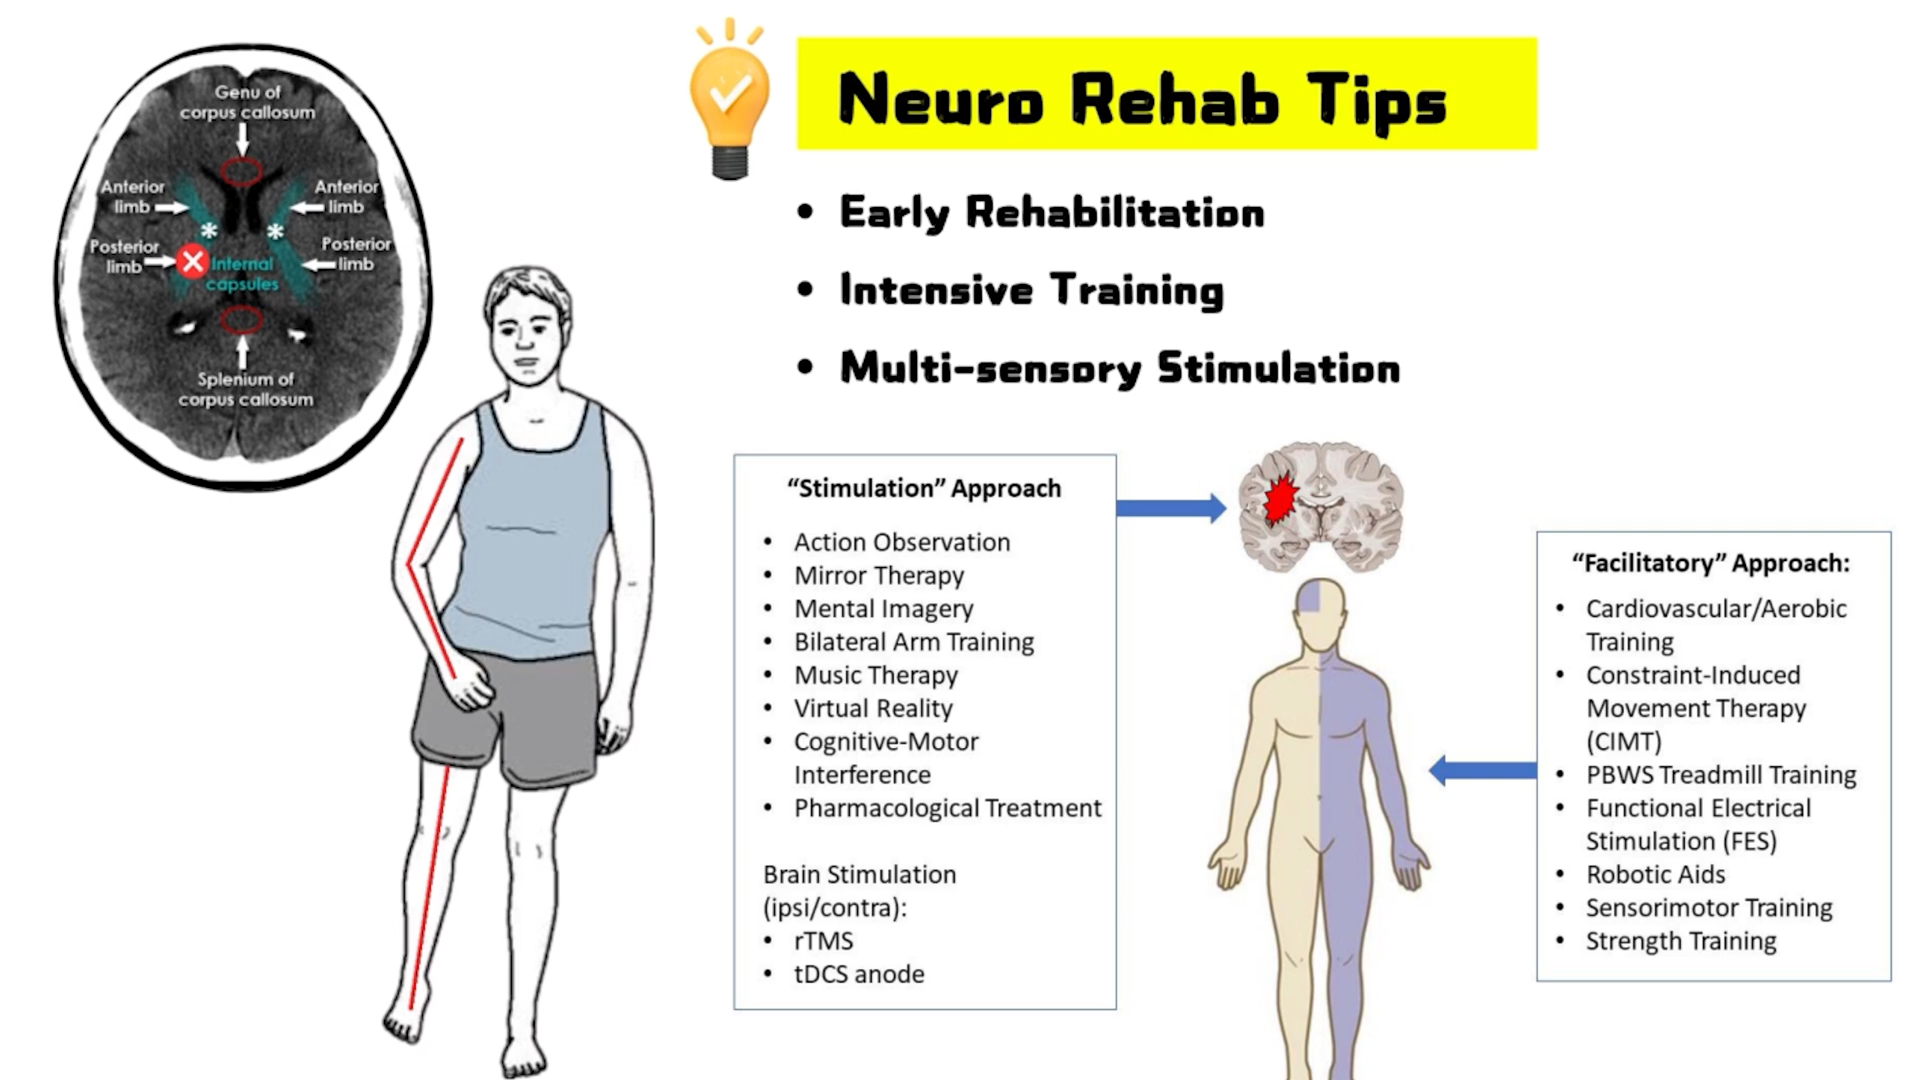 Neuro Rehab Tips
• Early Rehabilitation
• Intensive Training
• Multi-sensory Stimulation
Genu of
corpus callosum
Anterior
limb
Anterior
limb
*
*
Posterior
limb
Posterior
limb
Internal
capsules
Splenium of
corpus callosum
“Stimulation” Approach
• Action Observation
• Mirror Therapy
• Mental Imagery
• Bilateral Arm Training
• Music Therapy
• Virtual Reality
• Cognitive-Motor
Interference
• Pharmacological Treatment
Brain Stimulation
(ipsi/contra):
• rTMS
• tDCS anode
“Facilitatory” Approach:
• Cardiovascular/Aerobic
Training
• Constraint-Induced
Movement Therapy
(CIMT)
• PBWS Treadmill Training
• Functional Electrical
Stimulation (FES)
• Robotic Aids
• Sensorimotor Training
• Strength Training